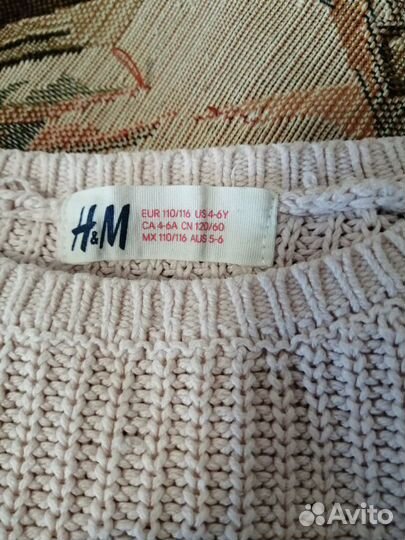 H&M
EUR 110/116 US 4-6Y
CA 4-6A CN 120/60
MX 110/116 AUS 5-6
Avito